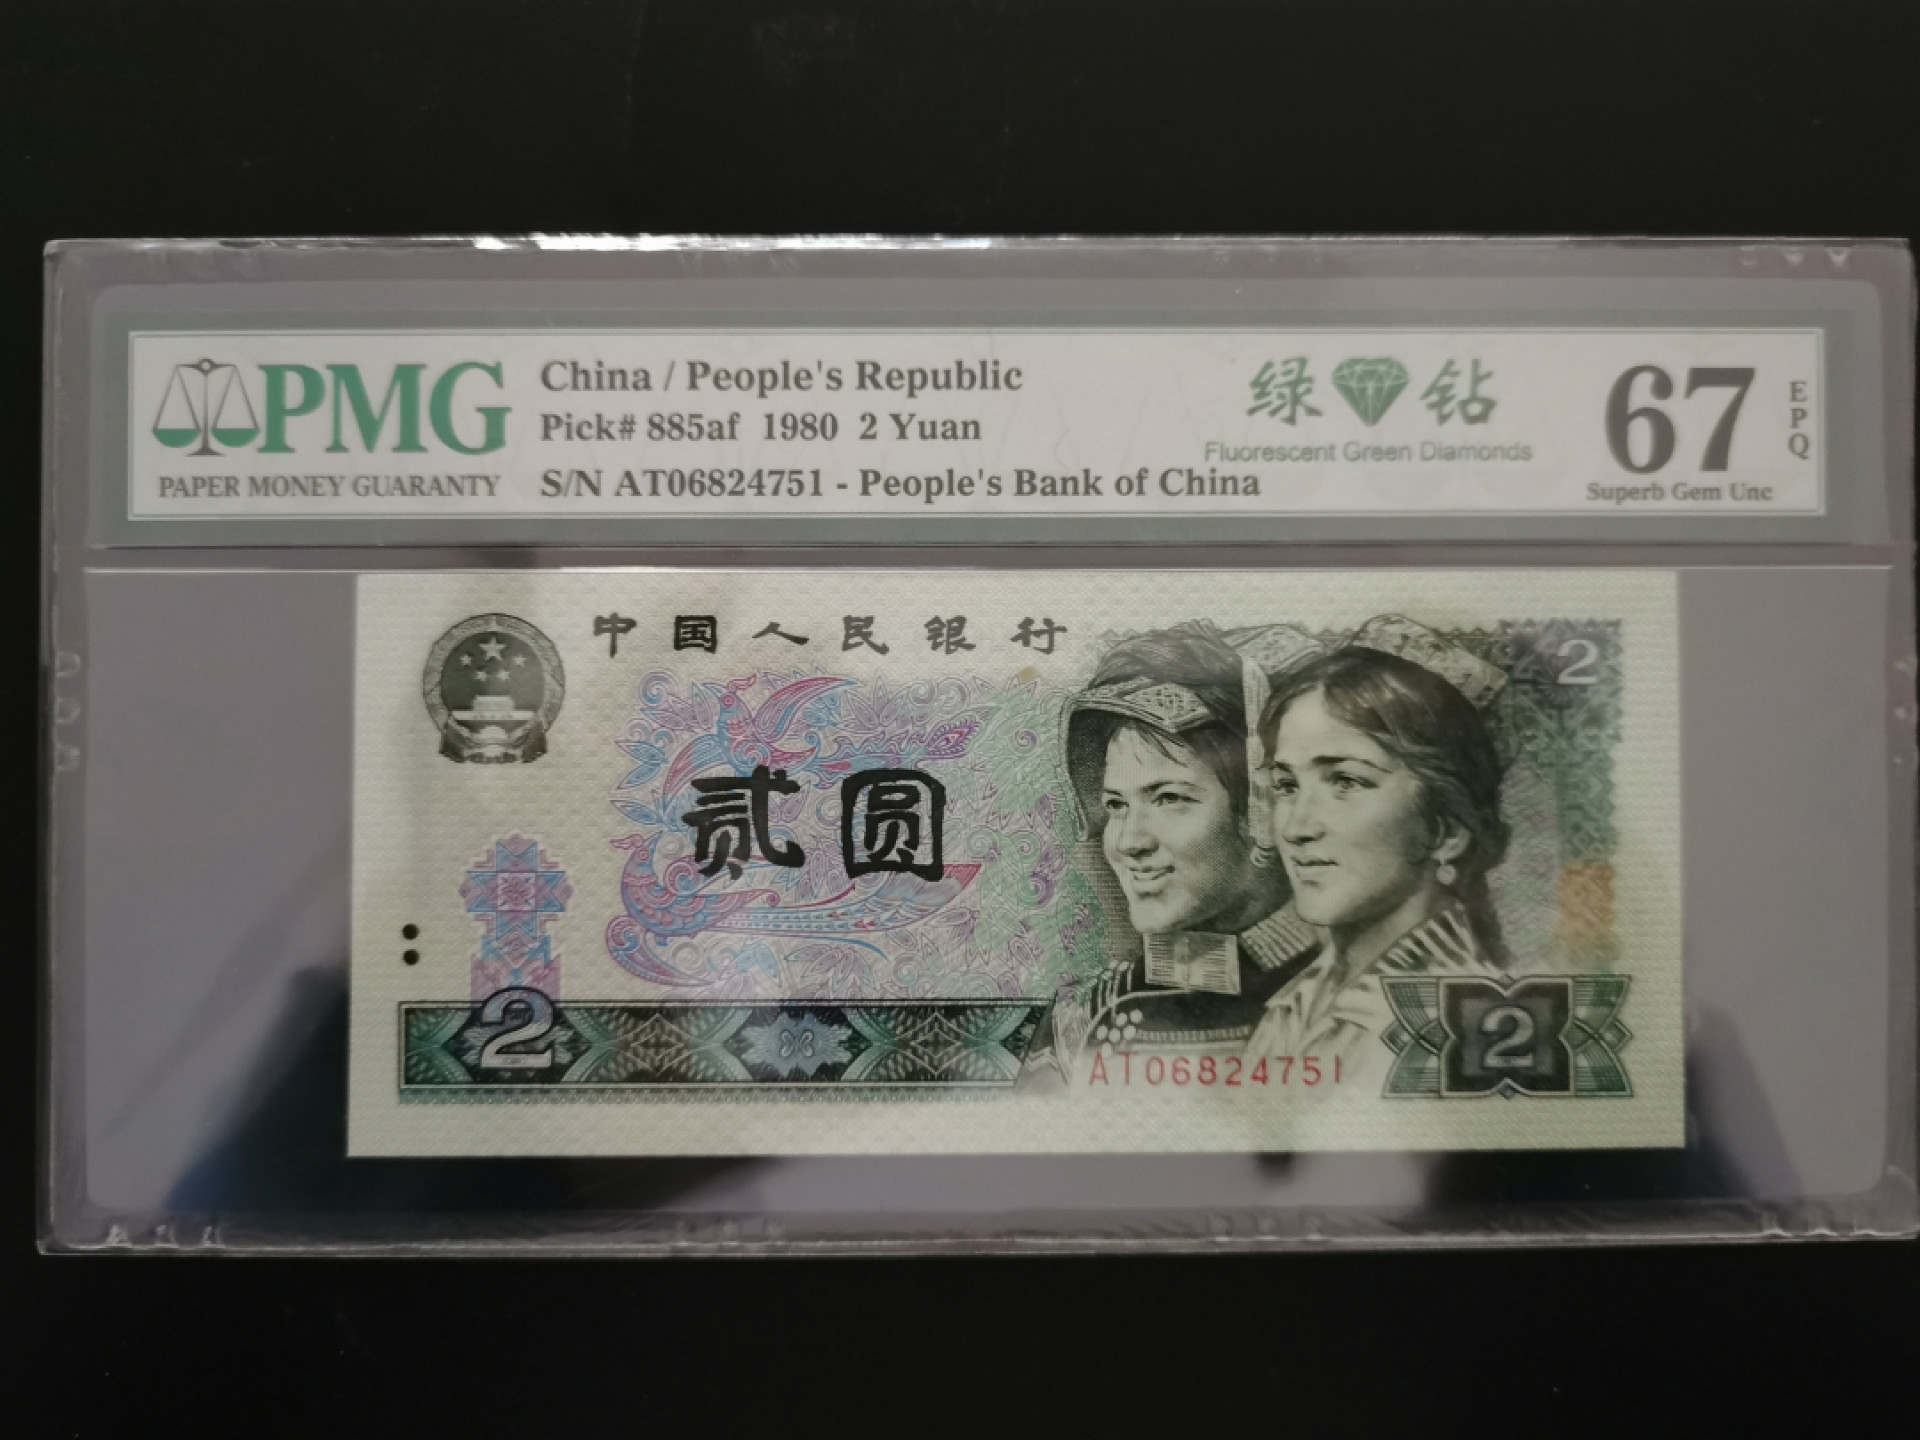 PMG
PAPER MONEY GUARANTY
China / People's Republic
Pick# 885af 1980 2 Yuan
S/N AT06824751 - People's Bank of China
绿钻
Fluorescent Green Diamonds
67
EPQ
Superb Gem Unc
中国人民银行
2
贰圆
2
2
AT06824751